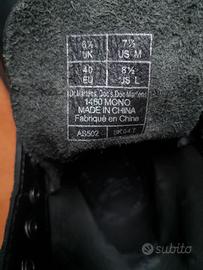 6½ UK 7½ US M
40 EU 8½ US L
Dr.Martens, Doc's, Doc Martens
1460 MONO
MADE IN CHINA
Fabriqué en Chine
AS502
subito